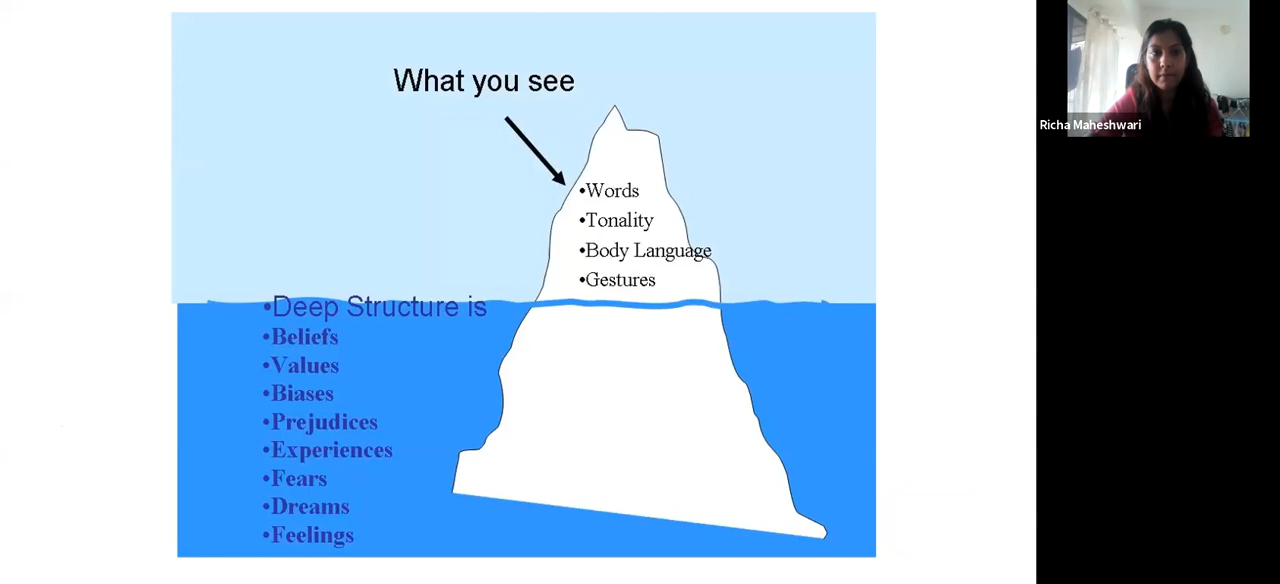 What you see
•Words
•Tonality
•Body Language
•Gestures
•Deep Structure is
•Beliefs
•Values
•Biases
•Prejudices
•Experiences
•Fears
•Dreams
•Feelings
Richa Maheshwari